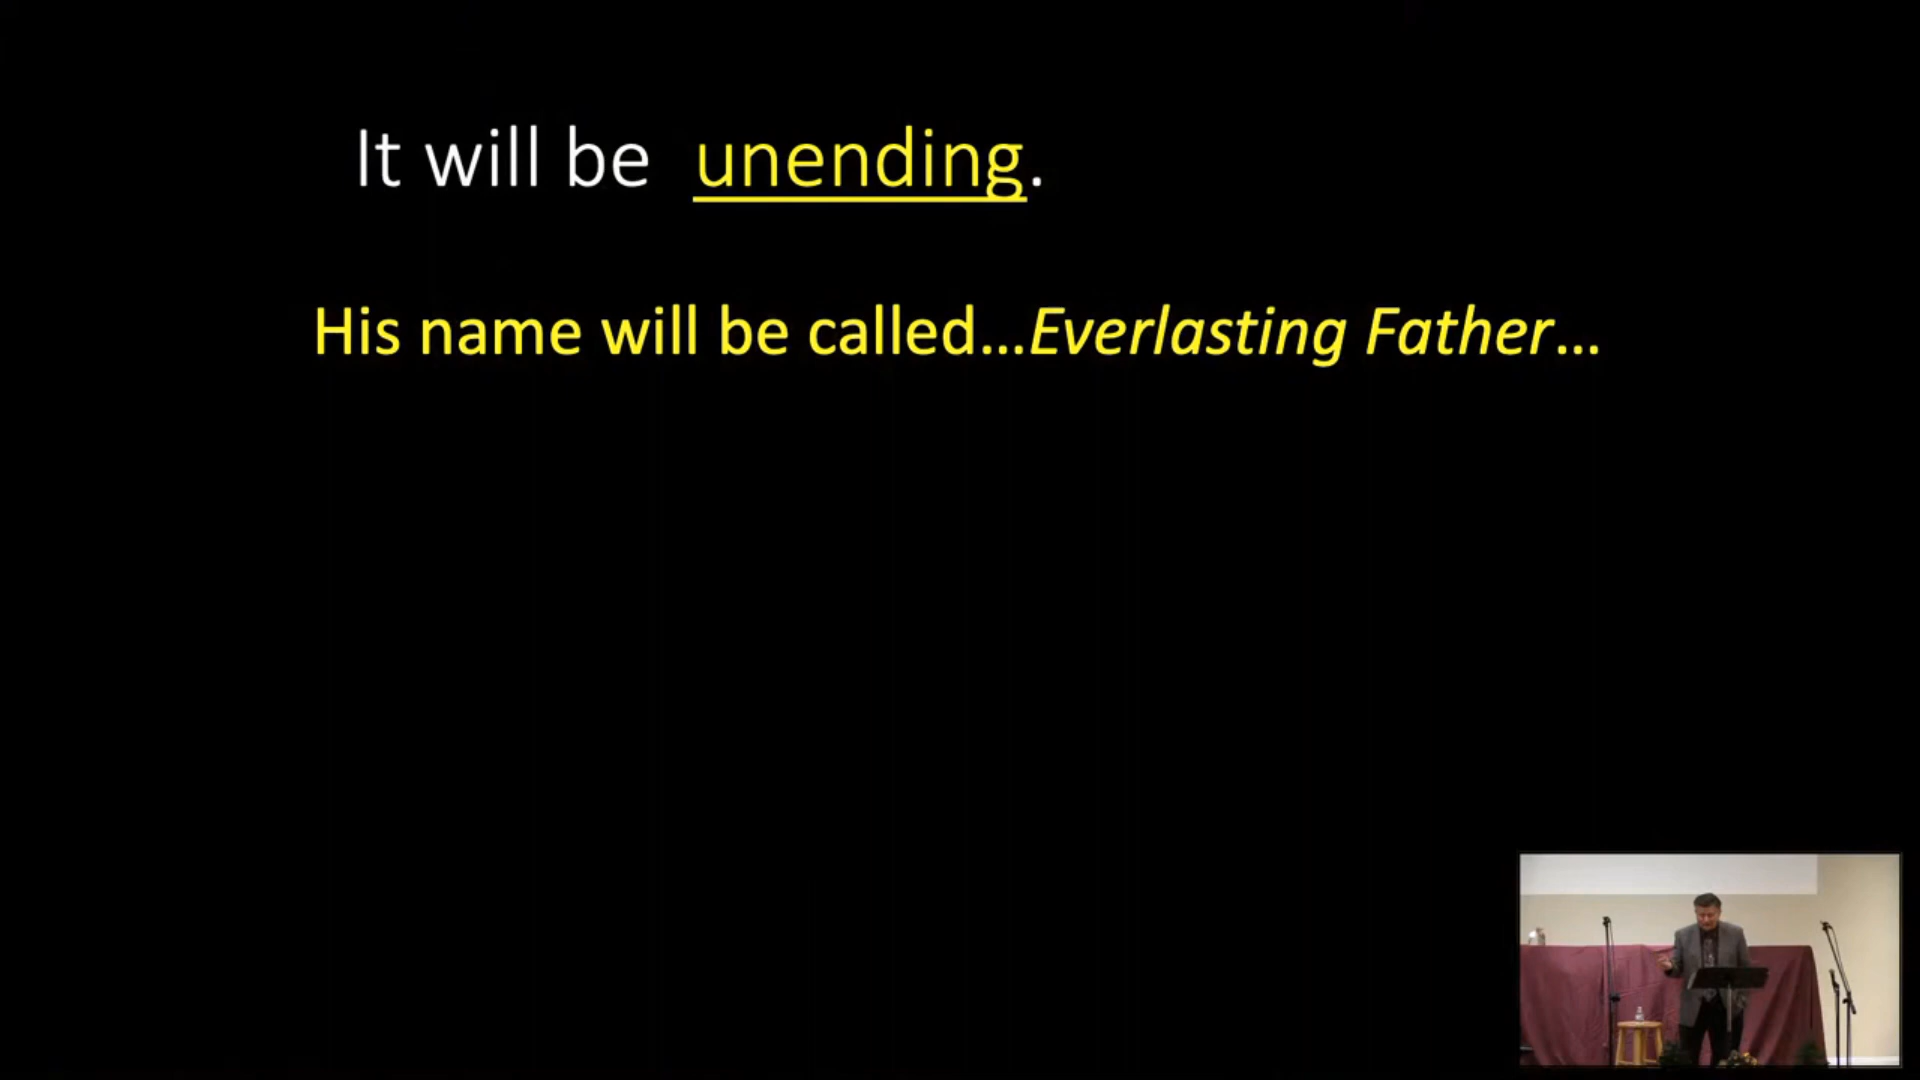 It will be unending.
His name will be called…Everlasting Father…